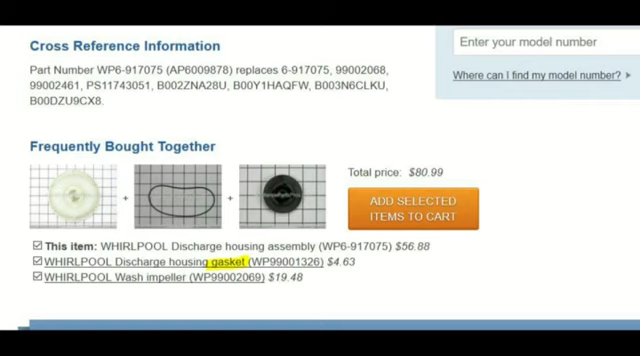 Cross Reference Information
Enter your model number
Part Number WP6-917075 (AP6009878) replaces 6-917075, 99002068,
99002461, PS11743051, B002ZNA28U, B00Y1HAQFW, B003N6CLKU,
B00DZU9CX8.
Where can I find my model number?
Frequently Bought Together
Total price: $80.99
+
+
ADD SELECTED
ITEMS TO CART
This item: WHIRLPOOL Discharge housing assembly (WP6-917075) $56.88
WHIRLPOOL Discharge housing gasket (WP99001326) $4.63
WHIRLPOOL Wash impeller (WP99002069) $19.48